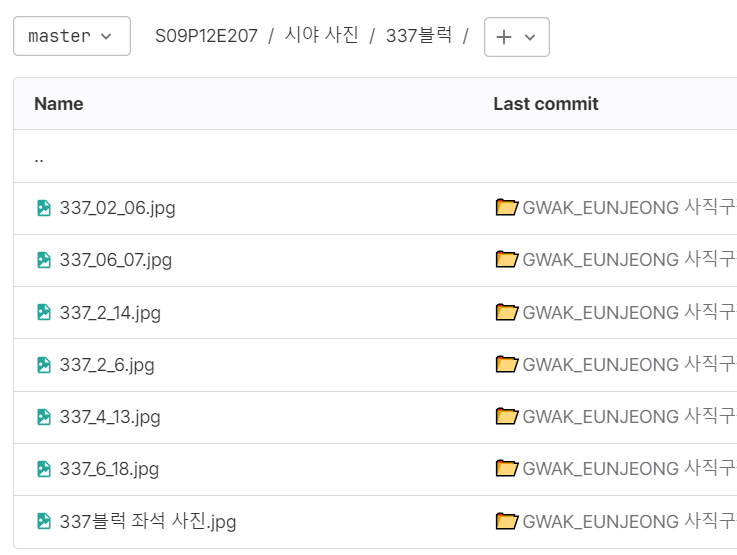 master S09P12E207 / 시야 사진 / 337블럭 / +
Name Last commit
..
337_02_06.jpg GWAK_EUNJEONG 사직구
337_06_07.jpg GWAK_EUNJEONG 사직구
337_2_14.jpg GWAK_EUNJEONG 사직구
337_2_6.jpg GWAK_EUNJEONG 사직구
337_4_13.jpg GWAK_EUNJEONG 사직구
337_6_18.jpg GWAK_EUNJEONG 사직구
337블럭 좌석 사진.jpg GWAK_EUNJEONG 사직구